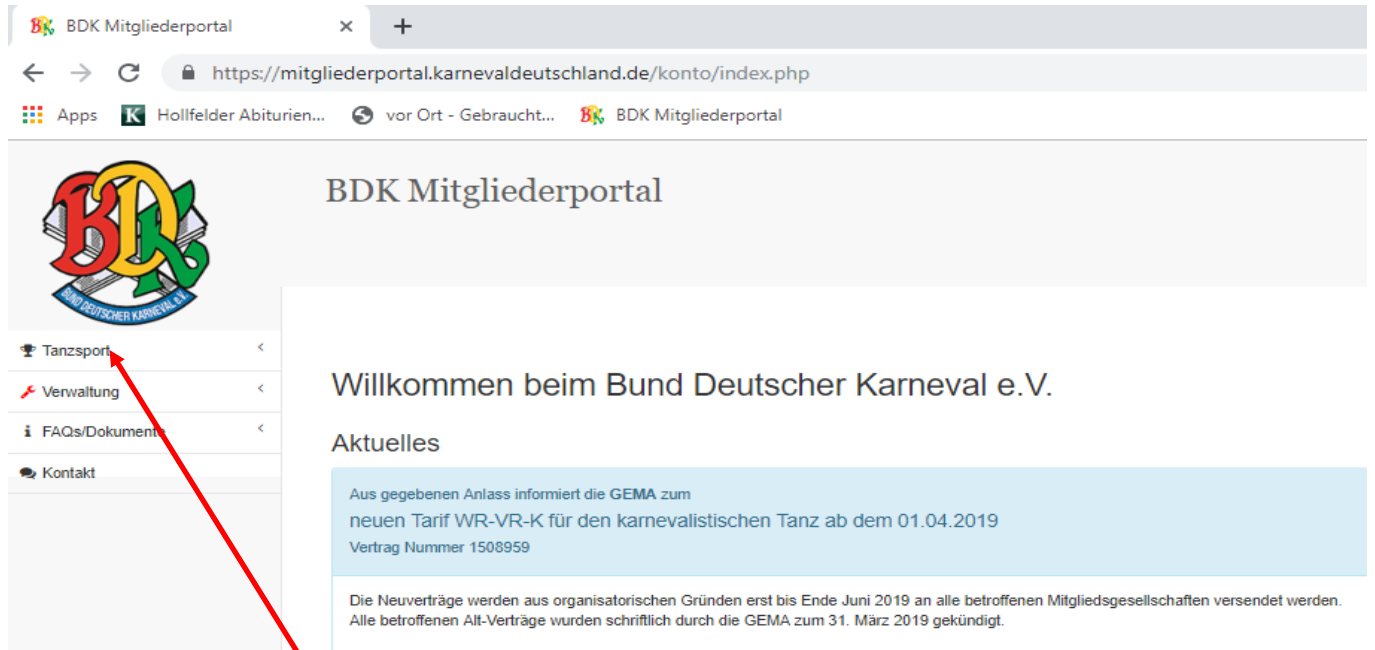 BDK Mitgliederportal
https://mitgliederportal.karnevaldeutschland.de/konto/index.php
Apps Hollfelder Abiturien... vor Ort - Gebraucht... BDK Mitgliederportal
BDK
BUND DEUTSCHER KARNEVAL e.V.
BDK Mitgliederportal
Tanzsport
Verwaltung
FAQs/Dokumente
Kontakt
Willkommen beim Bund Deutscher Karneval e.V.
Aktuelles
Aus gegebenen Anlass informiert die GEMA zum
neuen Tarif WR-VR-K für den karnevalistischen Tanz ab dem 01.04.2019
Vertrag Nummer 1508959
Die Neuverträge werden aus organisatorischen Gründen erst bis Ende Juni 2019 an alle betroffenen Mitgliedsgesellschaften versendet werden.
Alle betroffenen Alt-Verträge wurden schriftlich durch die GEMA zum 31. März 2019 gekündigt.